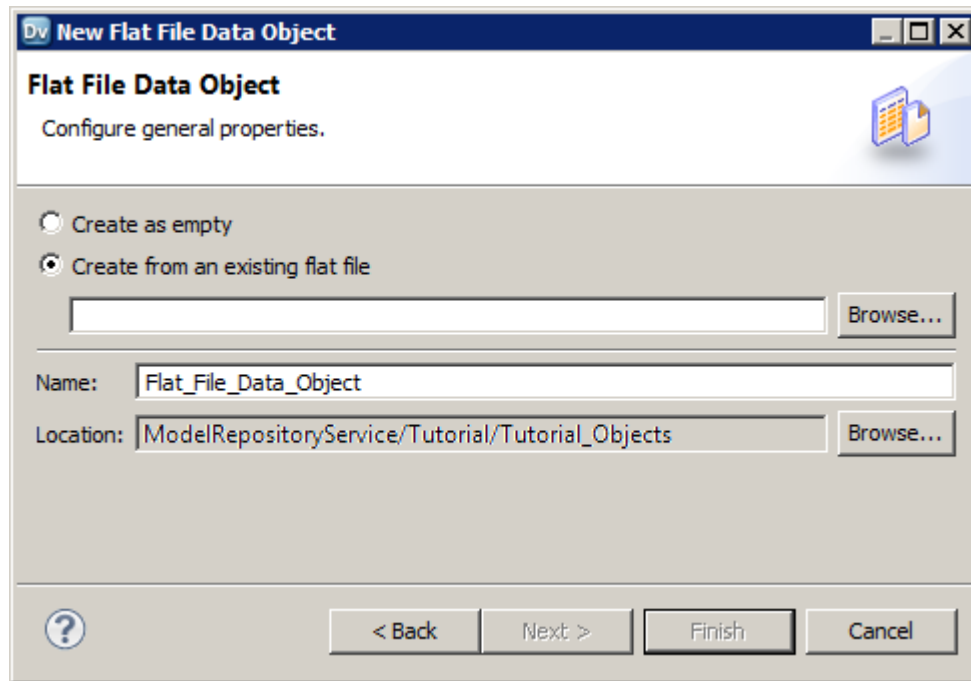 Dv New Flat File Data Object
Flat File Data Object
Configure general properties.
Create as empty
Create from an existing flat file
Browse...
Name: Flat_File_Data_Object
Location: ModelRepositoryService/Tutorial/Tutorial_Objects Browse...
? < Back Next > Finish Cancel